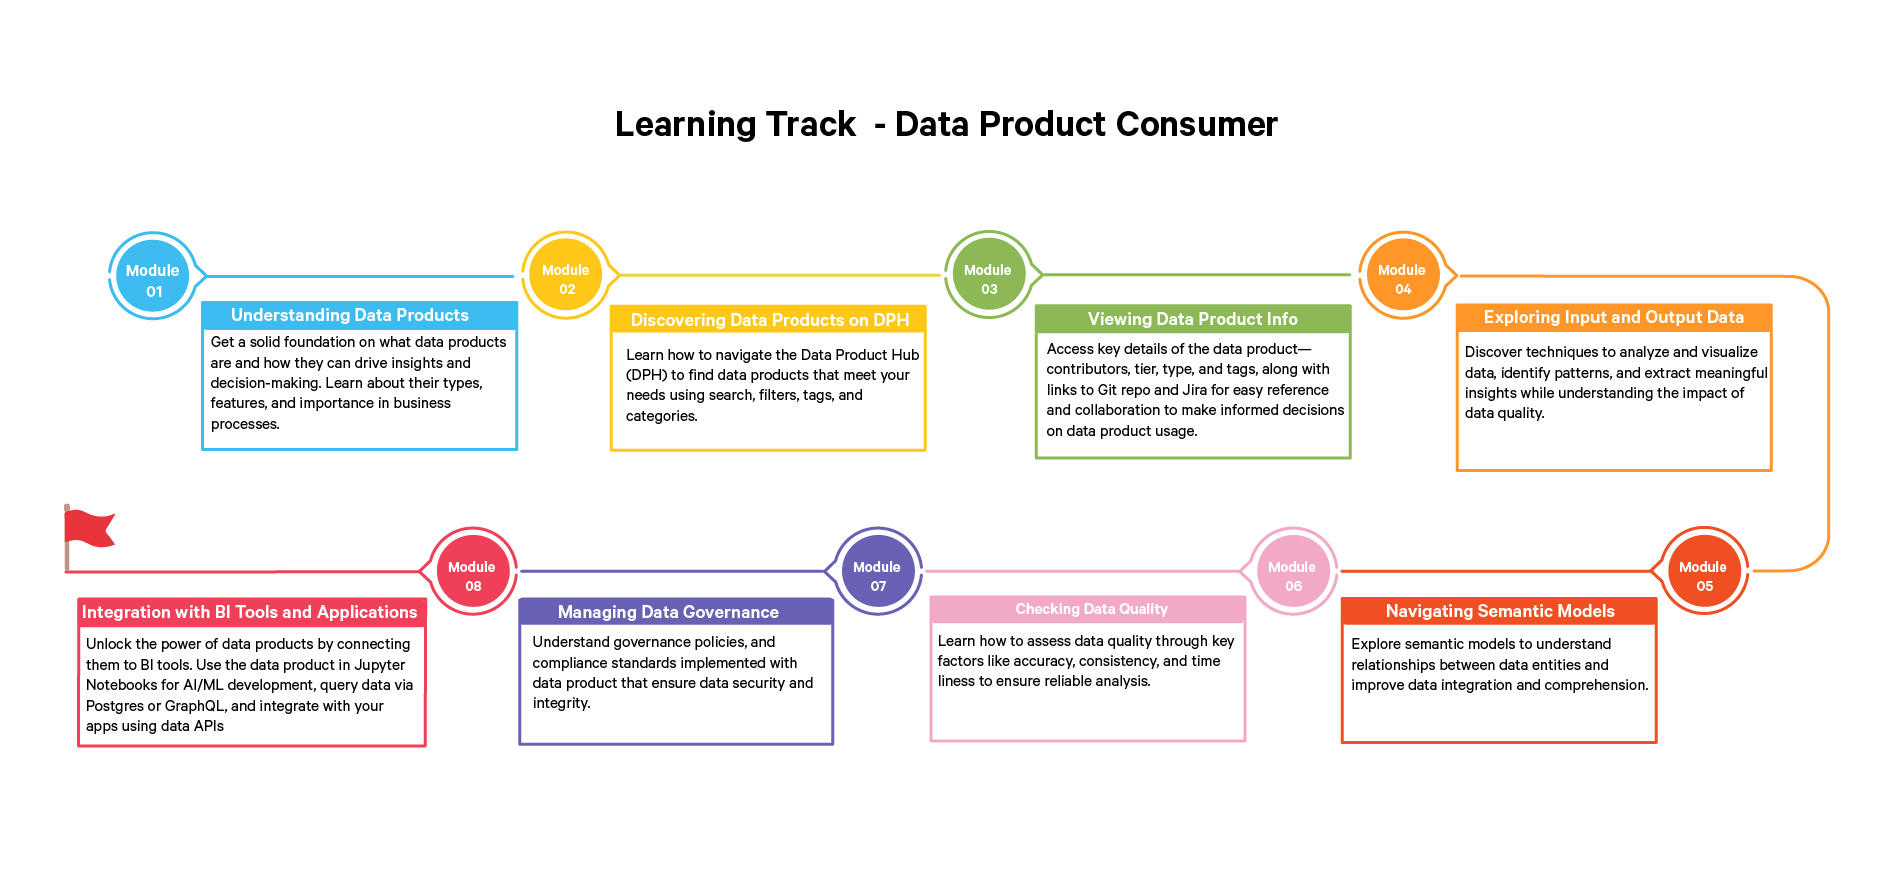 Learning Track - Data Product Consumer
Module
01
Understanding Data Products
Get a solid foundation on what data products
are and how they can drive insights and
decision-making. Learn about their types,
features, and importance in business
processes.
Module
02
Discovering Data Products on DPH
Learn how to navigate the Data Product Hub
(DPH) to find data products that meet your
needs using search, filters, tags, and
categories.
Module
03
Viewing Data Product Info
Access key details of the data product—
contributors, tier, type, and tags, along with
links to Git repo and Jira for easy reference
and collaboration to make informed decisions
on data product usage.
Module
04
Exploring Input and Output Data
Discover techniques to analyze and visualize
data, identify patterns, and extract meaningful
insights while understanding the impact of
data quality.
Module
05
Navigating Semantic Models
Explore semantic models to understand
relationships between data entities and
improve data integration and comprehension.
Module
06
Checking Data Quality
Learn how to assess data quality through key
factors like accuracy, consistency, and time
liness to ensure reliable analysis.
Module
07
Managing Data Governance
Understand governance policies, and
compliance standards implemented with
data product that ensure data security and
integrity.
Module
08
Integration with BI Tools and Applications
Unlock the power of data products by connecting
them to BI tools. Use the data product in Jupyter
Notebooks for AI/ML development, query data via
Postgres or GraphQL, and integrate with your
apps using data APIs